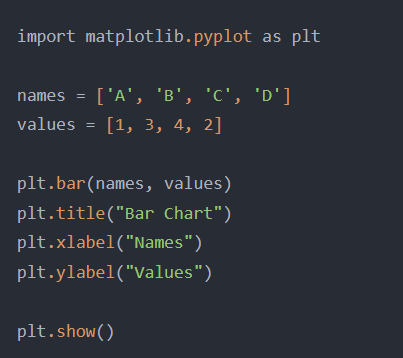 import matplotlib.pyplot as plt
names = ['A', 'B', 'C', 'D']
values = [1, 3, 4, 2]
plt.bar(names, values)
plt.title("Bar Chart")
plt.xlabel("Names")
plt.ylabel("Values")
plt.show()